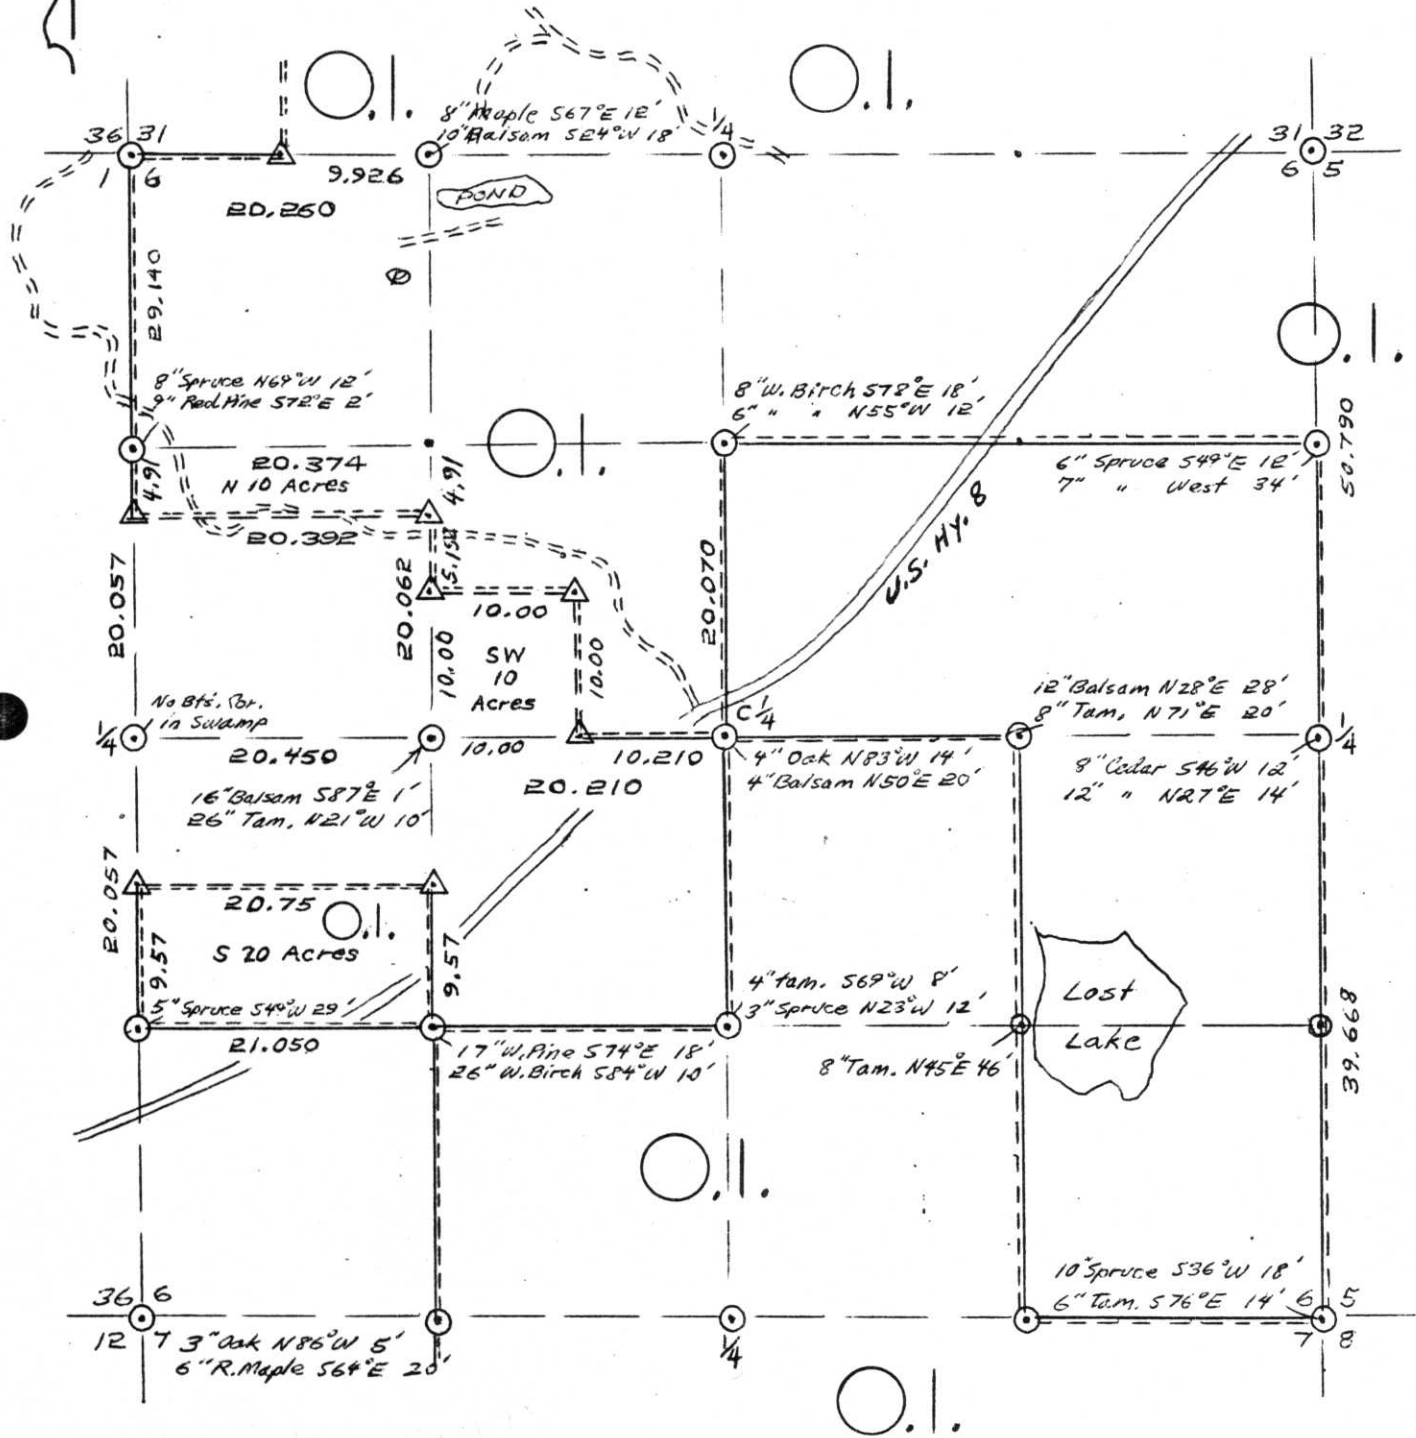 O.I.
O.I.
8" Maple S67°E 12'
10" Balsam S24°W 18'
1/4
36 31
1 6
31 32
6 5
9.926
20.260
POND
29.140
O.I.
8" Spruce N69°W 12'
9" Red Pine S72°E 2'
8" W. Birch S78°E 18'
6" " " N55°W 12'
O.I.
50.790
20.374
N 10 Acres
4.91
4.91
6" Spruce S49°E 12'
7" " West 34'
20.392
U.S. HY. 8
20.057
20.062
5.152
10.00
20.070
10.00
SW
10
Acres
10.00
No Bts. Cor.
in Swamp
C 1/4
12" Balsam N28°E 28'
8" Tam. N71°E 20'
1/4
20.450
10.00
10.210
20.210
4" Oak N83°W 14'
4" Balsam N50°E 20'
1/4
8" Cedar S46°W 12'
12" " N27°E 14'
16" Balsam S87°E 1'
26" Tam. N21°W 10'
20.057
20.75
O.I.
S 20 Acres
9.57
9.57
5" Spruce S49°W 29'
21.050
4" tam. S69°W 8'
3" Spruce N23°W 12'
Lost
Lake
17" W. Pine S74°E 18'
26" W. Birch S84°W 10'
8" Tam. N45°E 46'
39.668
O.I.
10" Spruce S36°W 18'
6" Tam. S76°E 14'
6 5
7 8
36 6
12 7
3" Oak N86°W 5'
6" R. Maple S64°E 20'
1/4
O.I.